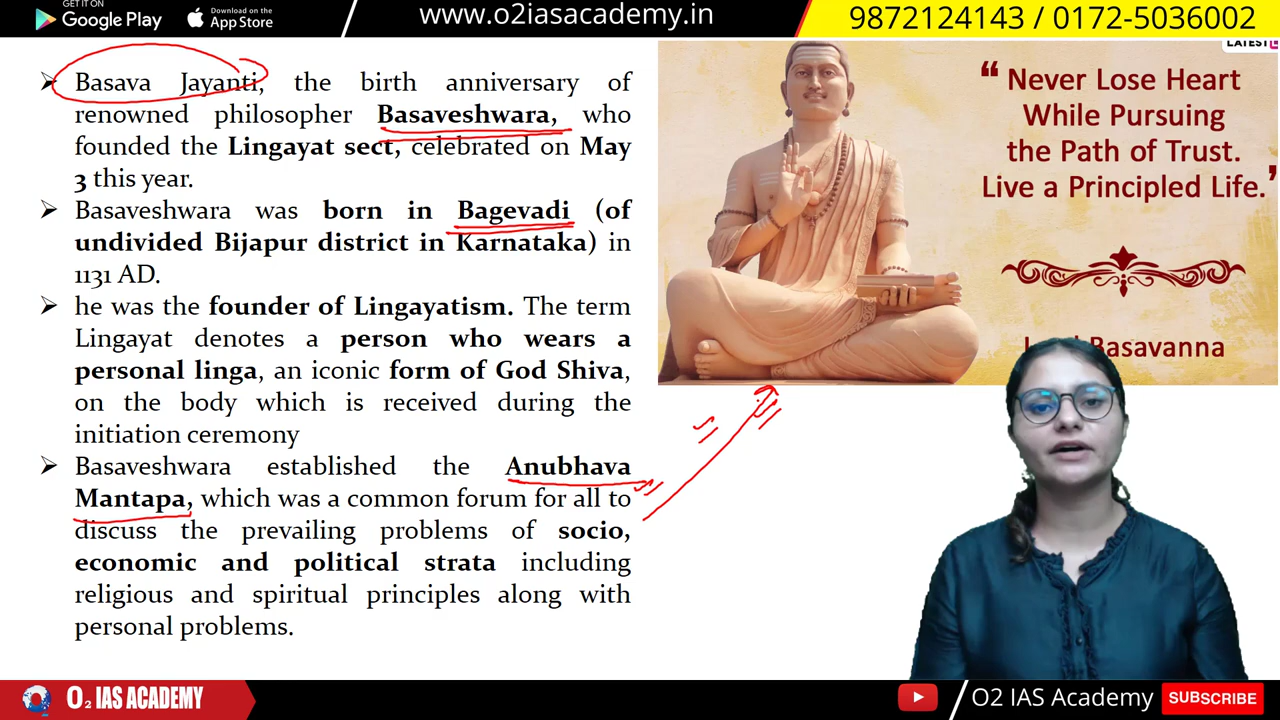 GET IT ON
Google Play
Download on the
App Store
www.o2iasacademy.in
9872124143 / 0172-5036002
➢ Basava Jayanti, the birth anniversary of
renowned philosopher Basaveshwara, who
founded the Lingayat sect, celebrated on May
3 this year.
➢ Basaveshwara was born in Bagevadi (of
undivided Bijapur district in Karnataka) in
1131 AD.
➢ he was the founder of Lingayatism. The term
Lingayat denotes a person who wears a
personal linga, an iconic form of God Shiva,
on the body which is received during the
initiation ceremony
➢ Basaveshwara established the Anubhava
Mantapa, which was a common forum for all to
discuss the prevailing problems of socio,
economic and political strata including
religious and spiritual principles along with
personal problems.
LATEST
“ Never Lose Heart
While Pursuing
the Path of Trust.
Live a Principled Life.”
Basavanna
O₂ IAS ACADEMY
O2 IAS Academy
SUBSCRIBE